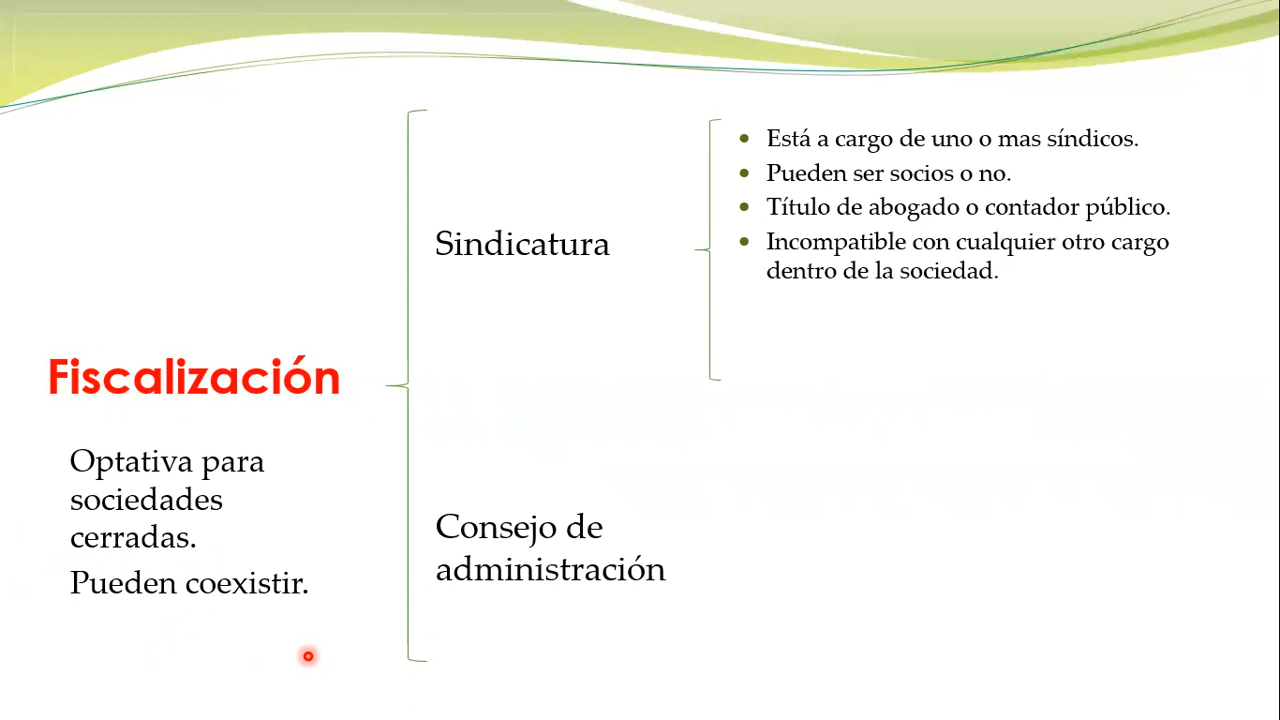 Fiscalización
Optativa para
sociedades
cerradas.
Pueden coexistir.
Sindicatura
Está a cargo de uno o mas síndicos.
Pueden ser socios o no.
Título de abogado o contador público.
Incompatible con cualquier otro cargo
dentro de la sociedad.
Consejo de
administración